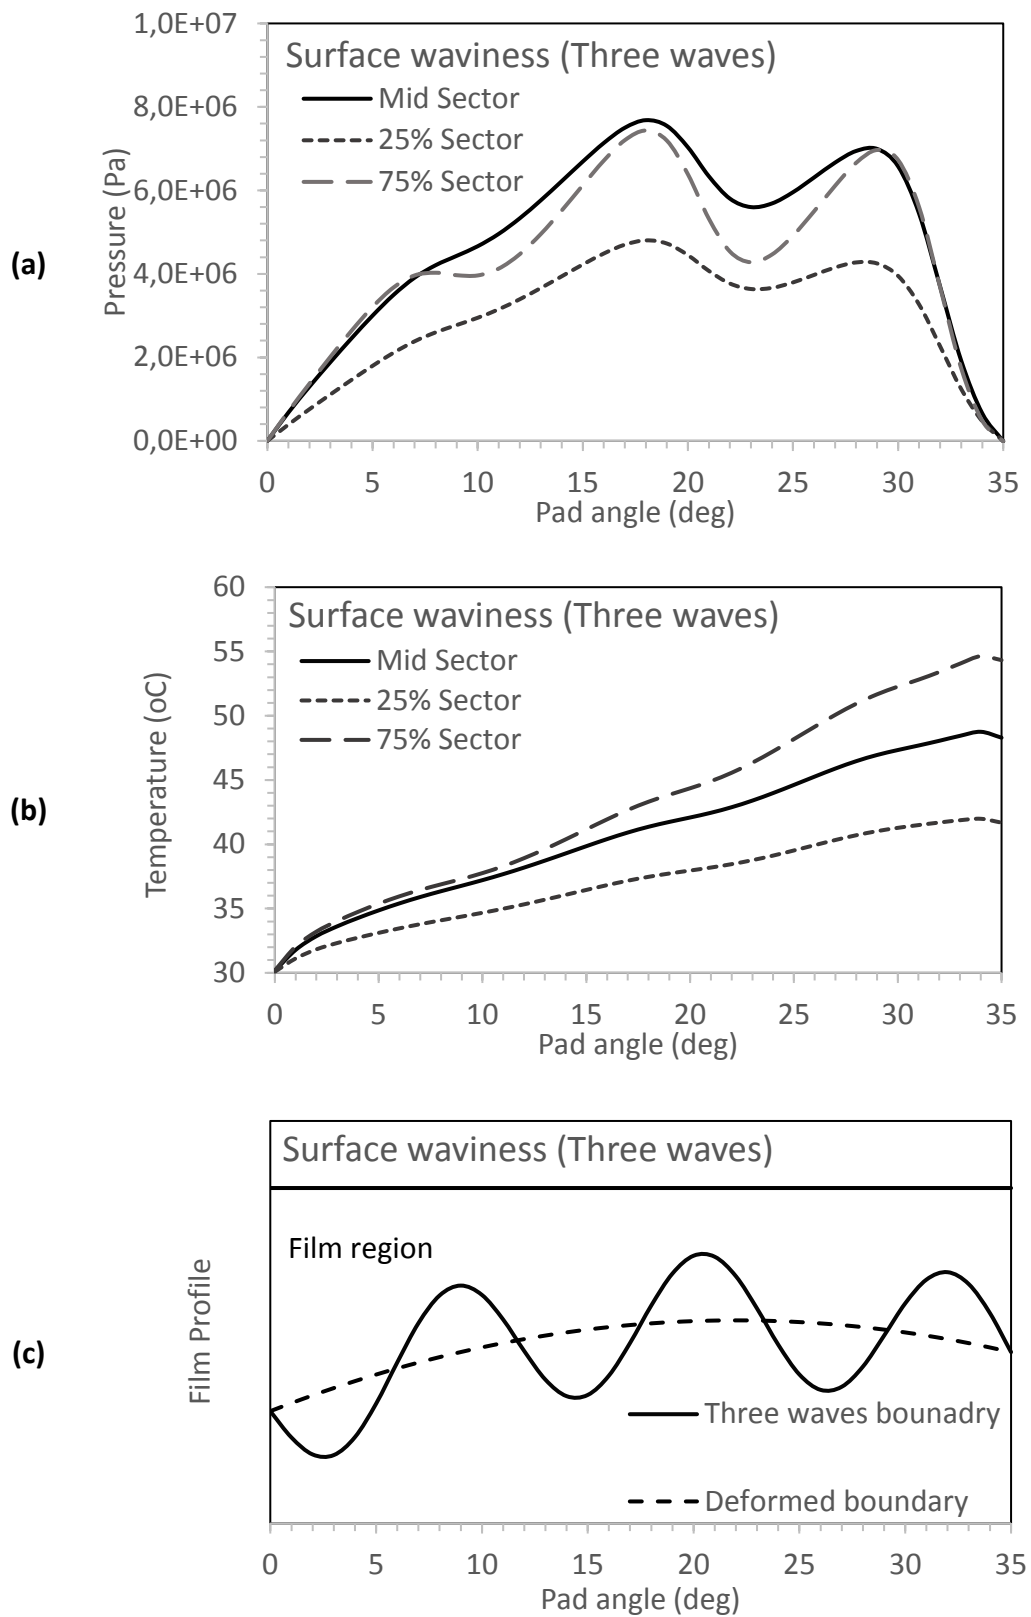 (a)
Surface waviness (Three waves)
Mid Sector
25% Sector
75% Sector
Pressure (Pa)
1,0E+07
8,0E+06
6,0E+06
4,0E+06
2,0E+06
0,0E+00
0 5 10 15 20 25 30 35
Pad angle (deg)
(b)
Surface waviness (Three waves)
Mid Sector
25% Sector
75% Sector
Temperature (oC)
60
55
50
45
40
35
30
0 5 10 15 20 25 30 35
Pad angle (deg)
(c)
Surface waviness (Three waves)
Film region
Film Profile
Three waves bounadry
Deformed boundary
0 5 10 15 20 25 30 35
Pad angle (deg)